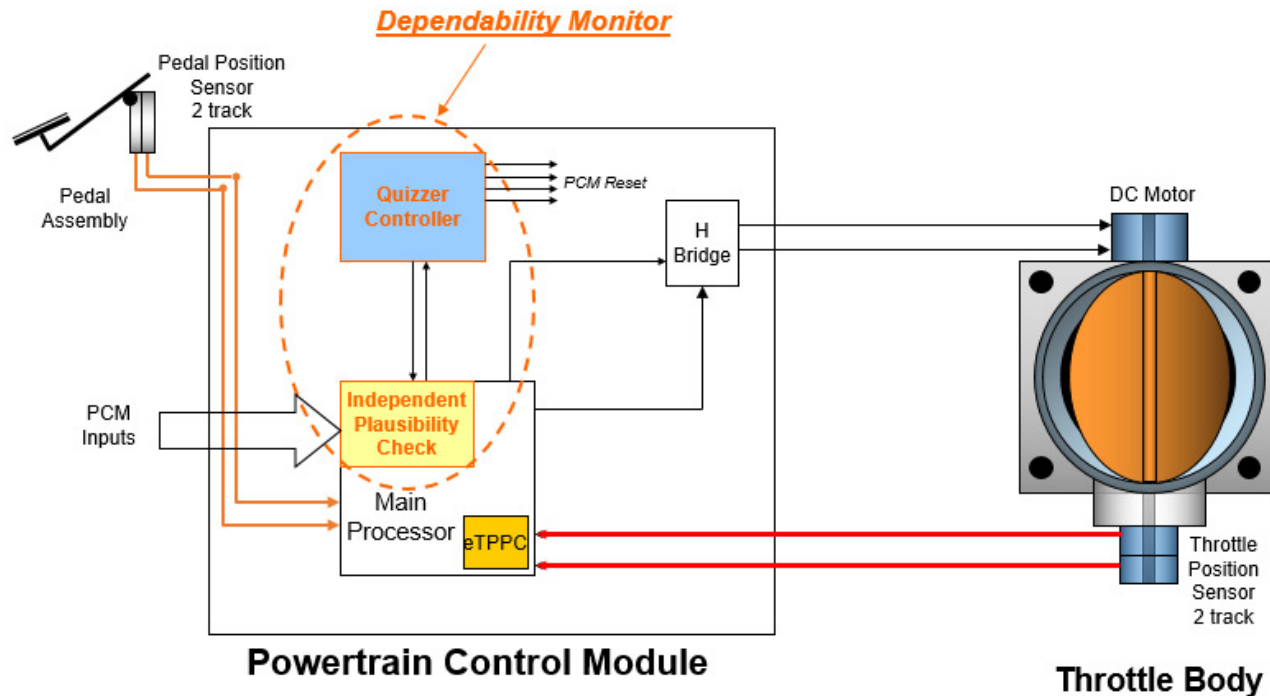 Dependability Monitor
Pedal Position
Sensor
2 track
Pedal
Assembly
Quizzer
Controller
PCM Reset
H
Bridge
DC Motor
PCM
Inputs
Independent
Plausibility
Check
Main
Processor
eTPPC
Throttle
Position
Sensor
2 track
Powertrain Control Module
Throttle Body